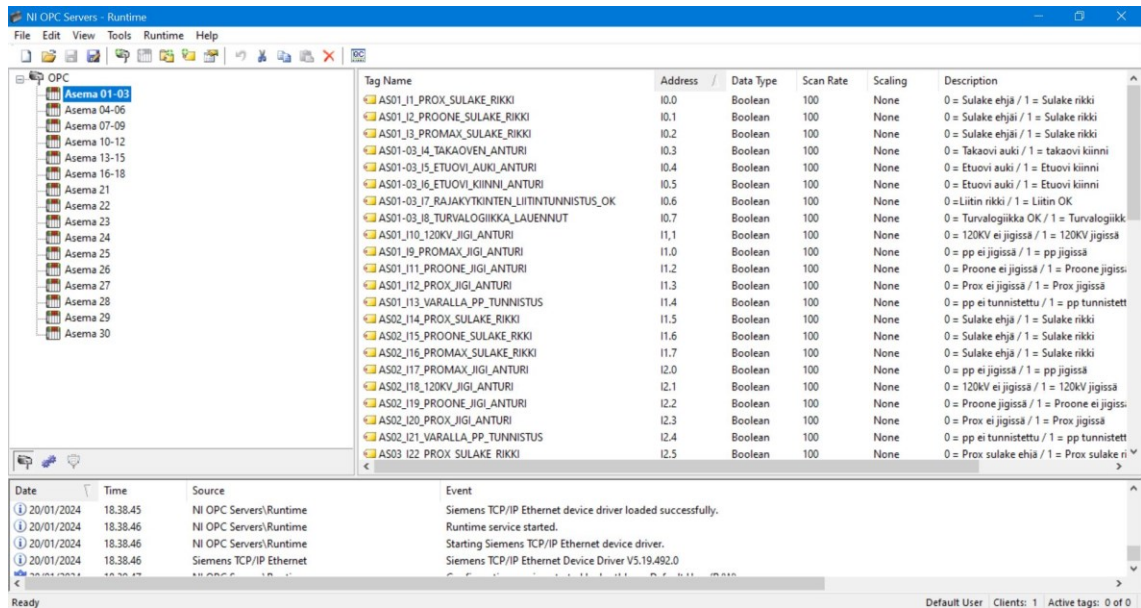 NI OPC Servers - Runtime
File Edit View Tools Runtime Help
OPC
Asema 01-03
Asema 04-06
Asema 07-09
Asema 10-12
Asema 13-15
Asema 16-18
Asema 21
Asema 22
Asema 23
Asema 24
Asema 25
Asema 26
Asema 27
Asema 28
Asema 29
Asema 30
Tag Name Address Data Type Scan Rate Scaling Description
AS01_I1_PROX_SULAKE_RIKKI I0.0 Boolean 100 None 0 = Sulake ehjä / 1 = Sulake rikki
AS01_I2_PROONE_SULAKE_RIKKI I0.1 Boolean 100 None 0 = Sulake ehjäi / 1 = Sulake rikki
AS01_I3_PROMAX_SULAKE_RIKKI I0.2 Boolean 100 None 0 = Sulake ehjäi / 1 = Sulake rikki
AS01-03_I4_TAKAOVEN_ANTURI I0.3 Boolean 100 None 0 = Takaovi auki / 1 = takaovi kiinni
AS01-03_I5_ETUOVI_AUKI_ANTURI I0.4 Boolean 100 None 0 = Etuovi auki / 1 = Etuovi kiinni
AS01-03_I6_ETUOVI_KIINNI_ANTURI I0.5 Boolean 100 None 0 = Etuovi auki / 1 = Etuovi kiinni
AS01-03_I7_RAJAKYTKINTEN_LIITINTUNNISTUS_OK I0.6 Boolean 100 None 0 =Liitin rikki / 1 = Liitin OK
AS01-03_I8_TURVALOGIIKKA_LAUENNUT I0.7 Boolean 100 None 0 = Turvalogiikka OK / 1 = Turvalogiikk
AS01_I10_120KV_JIGI_ANTURI I1,1 Boolean 100 None 0 = 120KV ei jigissä / 1 = 120KV jigissä
AS01_I9_PROMAX_JIGI_ANTURI I1.0 Boolean 100 None 0 = pp ei jigissä / 1 = pp jigissä
AS01_I11_PROONE_JIGI_ANTURI I1.2 Boolean 100 None 0 = Proone ei jigissä / 1 = Proone jigiss
AS01_I12_PROX_JIGI_ANTURI I1.3 Boolean 100 None 0 = Prox ei jigissä / 1 = Prox jigissä
AS01_I13_VARALLA_PP_TUNNISTUS I1.4 Boolean 100 None 0 = pp ei tunnistettu / 1 = pp tunnistett
AS02_I14_PROX_SULAKE_RIKKI I1.5 Boolean 100 None 0 = Sulake ehjä / 1 = Sulake rikki
AS02_I15_PROONE_SULAKE_RKKI I1.6 Boolean 100 None 0 = Sulake ehjä / 1 = Sulake rikki
AS02_I16_PROMAX_SULAKE_RIKKI I1.7 Boolean 100 None 0 = Sulake ehjä / 1 = Sulake rikki
AS02_I17_PROMAX_JIGI_ANTURI I2.0 Boolean 100 None 0 = pp ei jigissä / 1 = pp jigissä
AS02_I18_120KV_JIGI_ANTURI I2.1 Boolean 100 None 0 = 120kV ei jigissä / 1 = 120kV jigissä
AS02_I19_PROONE_JIGI_ANTURI I2.2 Boolean 100 None 0 = Proone jigissä / 1 = Proone ei jigiss
AS02_I20_PROX_JIGI_ANTURI I2.3 Boolean 100 None 0 = Prox ei jigissä / 1 = Prox jigissä
AS02_I21_VARALLA_PP_TUNNISTUS I2.4 Boolean 100 None 0 = pp ei tunnistettu / 1 = pp tunnistett
AS03_I22_PROX_SULAKE_RIKKI I2.5 Boolean 100 None 0 = Prox sulake ehjä / 1 = Prox sulake ri
Date Time Source Event
20/01/2024 18.38.45 NI OPC Servers\Runtime Siemens TCP/IP Ethernet device driver loaded successfully.
20/01/2024 18.38.46 NI OPC Servers\Runtime Runtime service started.
20/01/2024 18.38.46 NI OPC Servers\Runtime Starting Siemens TCP/IP Ethernet device driver.
20/01/2024 18.38.46 Siemens TCP/IP Ethernet Siemens TCP/IP Ethernet Device Driver V5.19.492.0
Ready Default User Clients: 1 Active tags: 0 of 0